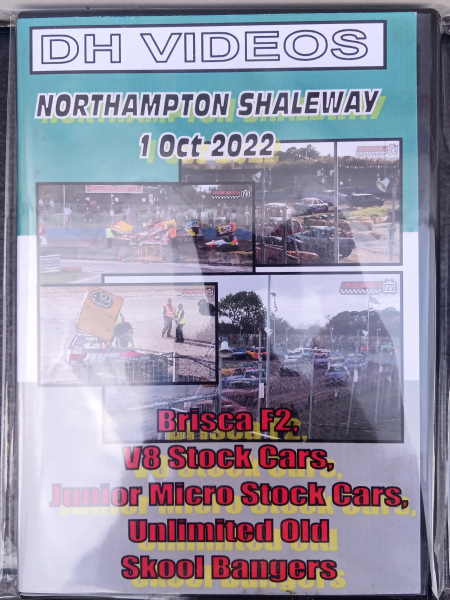 DH VIDEOS
NORTHAMPTON SHALEWAY
1 Oct 2022
Brisca F2,
V8 Stock Cars,
Junior Micro Stock Cars,
Unlimited Old
Skool Bangers